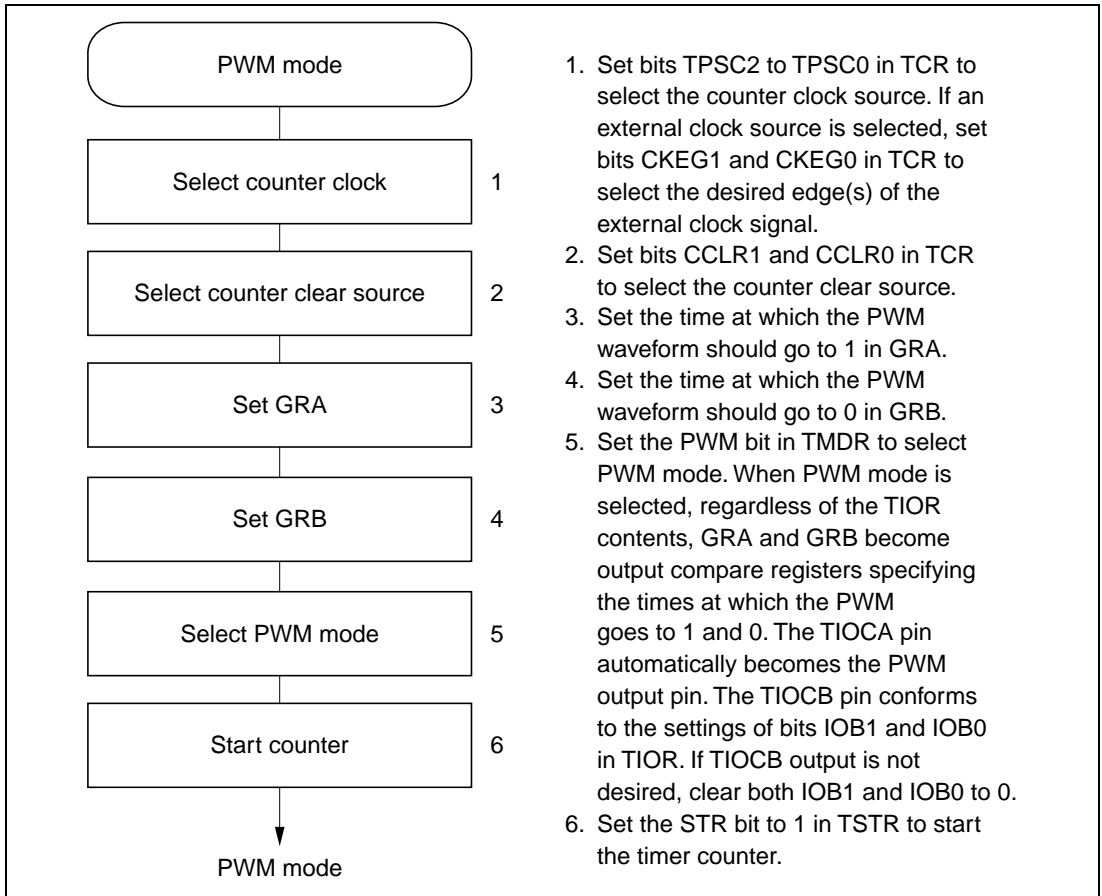 PWM mode
Select counter clock 1
Select counter clear source 2
Set GRA 3
Set GRB 4
Select PWM mode 5
Start counter 6
PWM mode
1. Set bits TPSC2 to TPSC0 in TCR to
select the counter clock source. If an
external clock source is selected, set
bits CKEG1 and CKEG0 in TCR to
select the desired edge(s) of the
external clock signal.
2. Set bits CCLR1 and CCLR0 in TCR
to select the counter clear source.
3. Set the time at which the PWM
waveform should go to 1 in GRA.
4. Set the time at which the PWM
waveform should go to 0 in GRB.
5. Set the PWM bit in TMDR to select
PWM mode. When PWM mode is
selected, regardless of the TIOR
contents, GRA and GRB become
output compare registers specifying
the times at which the PWM
goes to 1 and 0. The TIOCA pin
automatically becomes the PWM
output pin. The TIOCB pin conforms
to the settings of bits IOB1 and IOB0
in TIOR. If TIOCB output is not
desired, clear both IOB1 and IOB0 to 0.
6. Set the STR bit to 1 in TSTR to start
the timer counter.